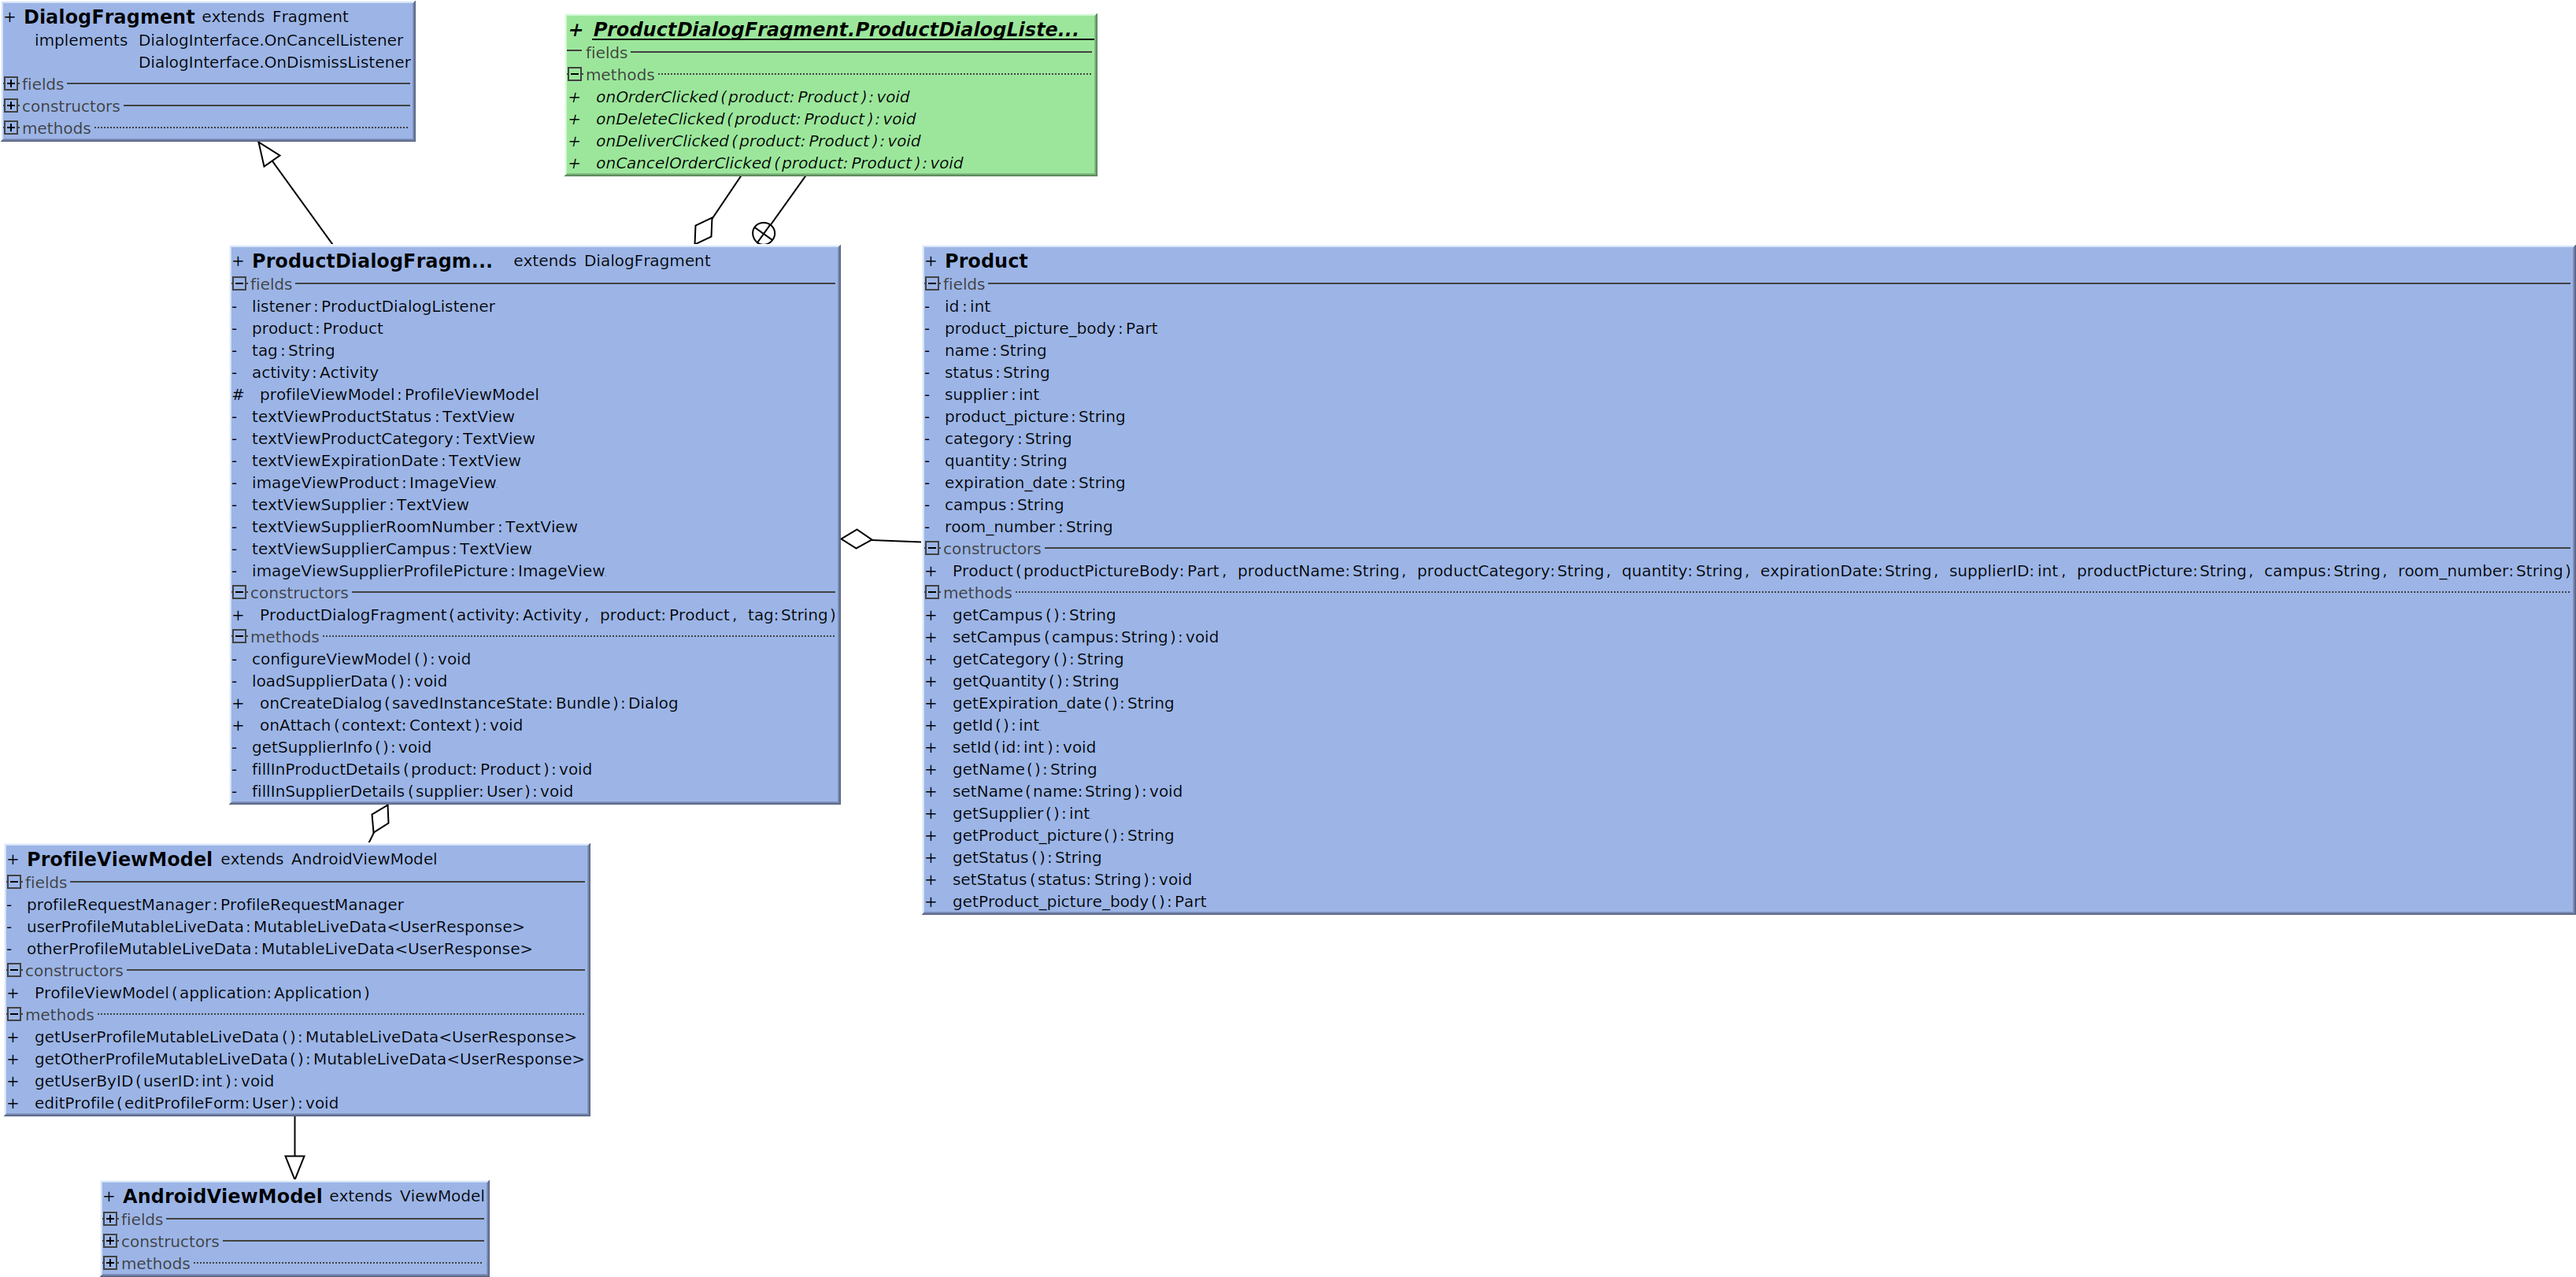 + DialogFragment extends Fragment
implements DialogInterface.OnCancelListener
DialogInterface.OnDismissListener
fields
constructors
methods
+ ProductDialogFragment.ProductDialogListe...
fields
methods
+ onOrderClicked(product: Product): void
+ onDeleteClicked(product: Product): void
+ onDeliverClicked(product: Product): void
+ onCancelOrderClicked(product: Product): void
+ ProductDialogFragm... extends DialogFragment
fields
- listener: ProductDialogListener
- product: Product
- tag: String
- activity: Activity
# profileViewModel: ProfileViewModel
- textViewProductStatus: TextView
- textViewProductCategory: TextView
- textViewExpirationDate: TextView
- imageViewProduct: ImageView
- textViewSupplier: TextView
- textViewSupplierRoomNumber: TextView
- textViewSupplierCampus: TextView
- imageViewSupplierProfilePicture: ImageView
constructors
+ ProductDialogFragment(activity: Activity, product: Product, tag: String)
methods
- configureViewModel(): void
- loadSupplierData(): void
+ onCreateDialog(savedInstanceState: Bundle): Dialog
+ onAttach(context: Context): void
- getSupplierInfo(): void
- fillInProductDetails(product: Product): void
- fillInSupplierDetails(supplier: User): void
+ Product
fields
- id: int
- product_picture_body: Part
- name: String
- status: String
- supplier: int
- product_picture: String
- category: String
- quantity: String
- expiration_date: String
- campus: String
- room_number: String
constructors
+ Product(productPictureBody: Part, productName: String, productCategory: String, quantity: String, expirationDate: String, supplierID: int, productPicture: String, campus: String, room_number: String)
methods
+ getCampus(): String
+ setCampus(campus: String): void
+ getCategory(): String
+ getQuantity(): String
+ getExpiration_date(): String
+ getId(): int
+ setId(id: int): void
+ getName(): String
+ setName(name: String): void
+ getSupplier(): int
+ getProduct_picture(): String
+ getStatus(): String
+ setStatus(status: String): void
+ getProduct_picture_body(): Part
+ ProfileViewModel extends AndroidViewModel
fields
- profileRequestManager: ProfileRequestManager
- userProfileMutableLiveData: MutableLiveData<UserResponse>
- otherProfileMutableLiveData: MutableLiveData<UserResponse>
constructors
+ ProfileViewModel(application: Application)
methods
+ getUserProfileMutableLiveData(): MutableLiveData<UserResponse>
+ getOtherProfileMutableLiveData(): MutableLiveData<UserResponse>
+ getUserByID(userID: int): void
+ editProfile(editProfileForm: User): void
+ AndroidViewModel extends ViewModel
fields
constructors
methods